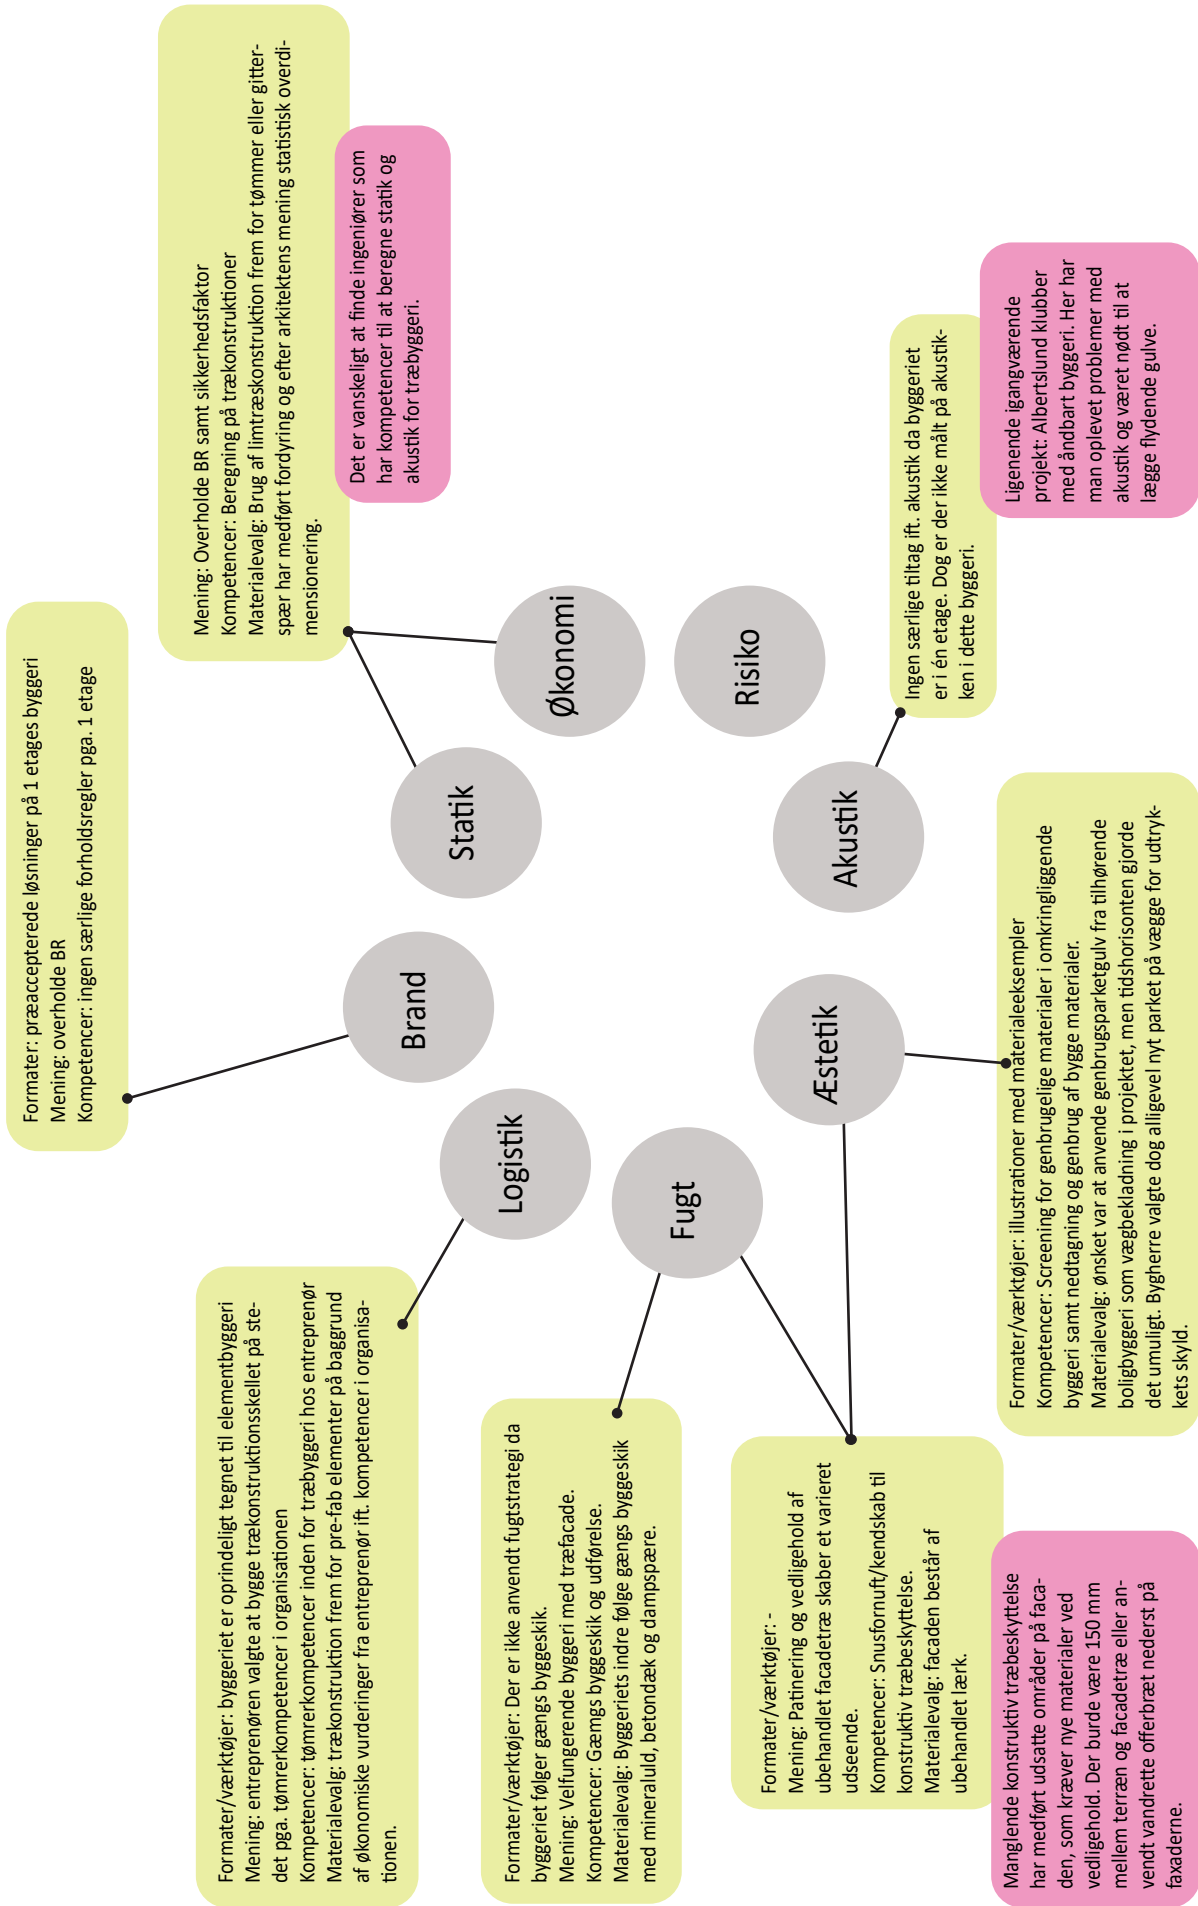 Formater/værktøjer: byggeriet er oprindeligt tegnet til elementbyggeri
Mening: entreprenøren valgte at bygge trækonstruktionsskellet på ste-
det pga. tømrerkompetencer i organisationen
Kompetencer: tømrerkompetencer inden for træbyggeri hos entreprenør
Materialevalg: trækonstruktion frem for pre-fab elementer på baggrund
af økonomiske vurderinger fra entreprenør ift. kompetencer i organisa-
tionen.
Formater: præaccepterede løsninger på 1 etages byggeri
Mening: overholde BR
Kompetencer: ingen særlige forholdsregler pga. 1 etage
Mening: Overholde BR samt sikkerhedsfaktor
Kompetencer: Beregning på trækonstruktioner
Materialevalg: Brug af limtræskonstruktion frem for tømmer eller gitter-
spær har medført fordyring og efter arkitektens mening statistisk overdi-
mensionering.
Det er vanskeligt at finde ingeniører som
har kompetencer til at beregne statik og
akustik for træbyggeri.
Brand
Statik
Logistik
Økonomi
Fugt
Risiko
Æstetik
Akustik
Formater/værktøjer: Der er ikke anvendt fugtstrategi da
byggeriet følger gængs byggeskik.
Mening: Velfungerende byggeri med træfacade.
Kompetencer: Gæmgs byggeskik og udførelse.
Materialevalg: Byggeriets indre følge gængs byggeskik
med mineraluld, betondæk og dampspære.
Formater/værktøjer: -
Mening: Patinering og vedligehold af
ubehandlet facadetræ skaber et varieret
udseende.
Kompetencer: Snusfornuft/kendskab til
konstruktiv træbeskyttelse.
Materialevalg: facaden består af
ubehandlet lærk.
Manglende konstruktiv træbeskyttelse
har medført udsatte områder på faca-
den, som kræver nye materialer ved
vedligehold. Der burde være 150 mm
mellem terræn og facadetræ eller an-
vendt vandrette offerbræt nederst på
faxaderne.
Formater/værktøjer: illustrationer med materialeeksempler
Kompetencer: Screening for genbrugelige materialer i omkringliggende
byggeri samt nedtagning og genbrug af bygge materialer.
Materialevalg: ønsket var at anvende genbrugsparketgulv fra tilhørende
boligbyggeri som vægbekladning i projektet, men tidshorisonten gjorde
det umuligt. Bygherre valgte dog alligevel nyt parket på vægge for udtryk-
kets skyld.
Ingen særlige tiltag ift. akustik da byggeriet
er i én etage. Dog er der ikke målt på akustik-
ken i dette byggeri.
Ligenende igangværende
projekt: Albertslund klubber
med åndbart byggeri. Her har
man oplevet problemer med
akustik og været nødt til at
lægge flydende gulve.